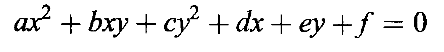 ax² + bxy + cy² + dx + ey + f = 0